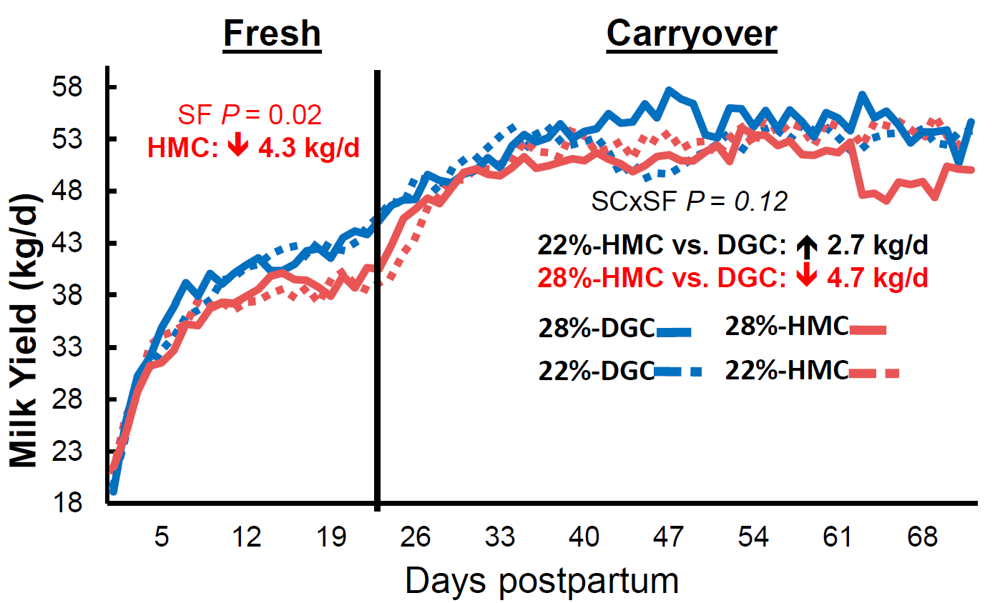 Fresh
Carryover
58
53
48
43
38
33
28
23
18
Milk Yield (kg/d)
SF P = 0.02
HMC: 🡻 4.3 kg/d
SCxSF P = 0.12
22%-HMC vs. DGC: 🡹 2.7 kg/d
28%-HMC vs. DGC: 🡻 4.7 kg/d
28%-DGC
28%-HMC
22%-DGC
22%-HMC
5 12 19 26 33 40 47 54 61 68
Days postpartum